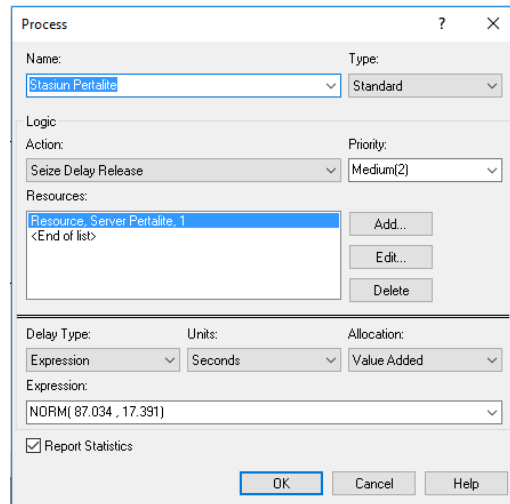 Process ? ×
Name: Type:
Stasiun Pertalite Standard
Logic
Action: Priority:
Seize Delay Release Medium(2)
Resources:
Resource, Server Pertalite, 1
<End of list>
Add...
Edit...
Delete
Delay Type: Units: Allocation:
Expression Seconds Value Added
Expression:
NORM( 87.034 , 17.391)
Report Statistics
OK Cancel Help